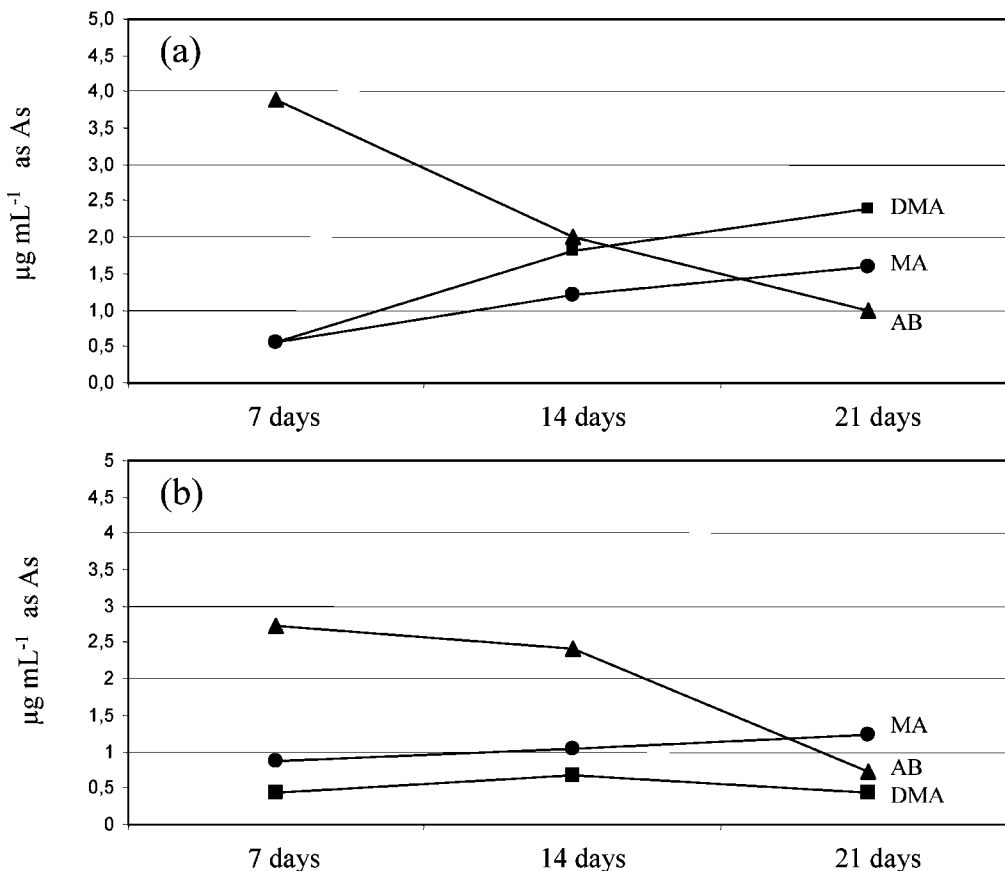 (a)
µg mL⁻¹ as As
5,0
4,5
4,0
3,5
3,0
2,5
2,0
1,5
1,0
0,5
0,0
DMA
MA
AB
7 days 14 days 21 days
(b)
µg mL⁻¹ as As
5
4,5
4
3,5
3
2,5
2
1,5
1
0,5
0
MA
AB
DMA
7 days 14 days 21 days